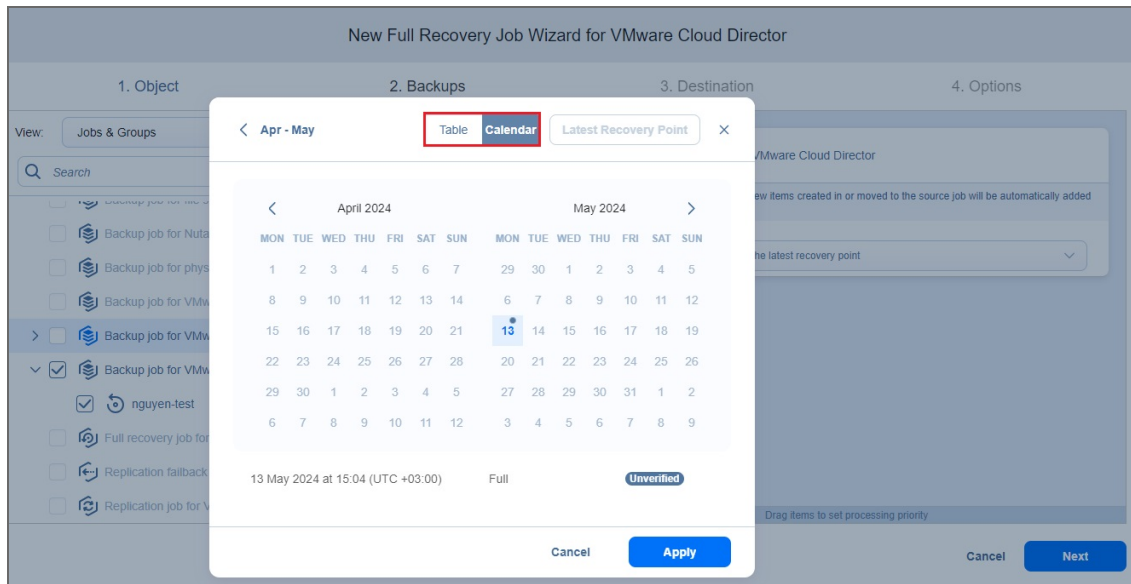 New Full Recovery Job Wizard for VMware Cloud Director
1. Object 2. Backups 3. Destination 4. Options
View: Jobs & Groups
Search
Backup job for Nuta
Backup job for phys
Backup job for VMw
Backup job for VMw
Backup job for VMw
nguyen-test
Full recovery job for
Replication failback
Replication job for V
Apr - May Table Calendar Latest Recovery Point
April 2024
MON TUE WED THU FRI SAT SUN
1 2 3 4 5 6 7
8 9 10 11 12 13 14
15 16 17 18 19 20 21
22 23 24 25 26 27 28
29 30 1 2 3 4 5
6 7 8 9 10 11 12
May 2024
MON TUE WED THU FRI SAT SUN
29 30 1 2 3 4 5
6 7 8 9 10 11 12
13 14 15 16 17 18 19
20 21 22 23 24 25 26
27 28 29 30 31 1 2
3 4 5 6 7 8 9
13 May 2024 at 15:04 (UTC +03:00) Full Unverified
Cancel Apply
VMware Cloud Director
ew items created in or moved to the source job will be automatically added
he latest recovery point
Drag items to set processing priority
Cancel Next